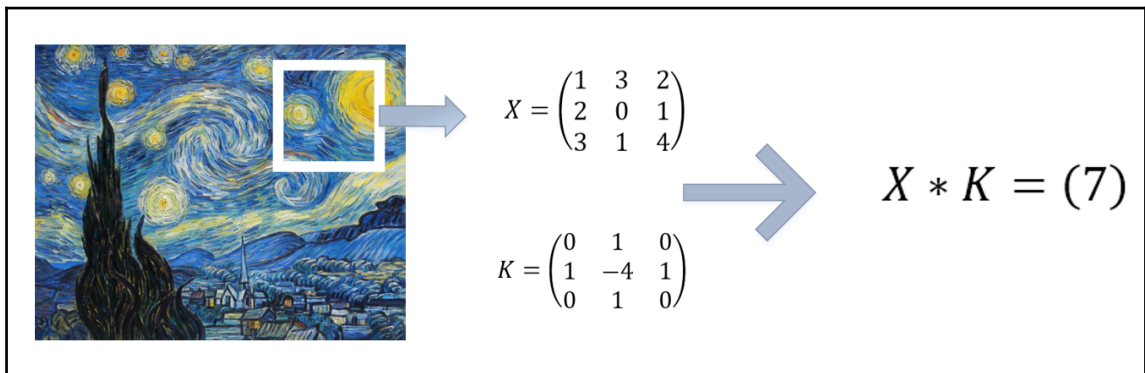 X = (1 3 2
2 0 1
3 1 4)
K = (0 1 0
1 −4 1
0 1 0)
X ∗ K = (7)